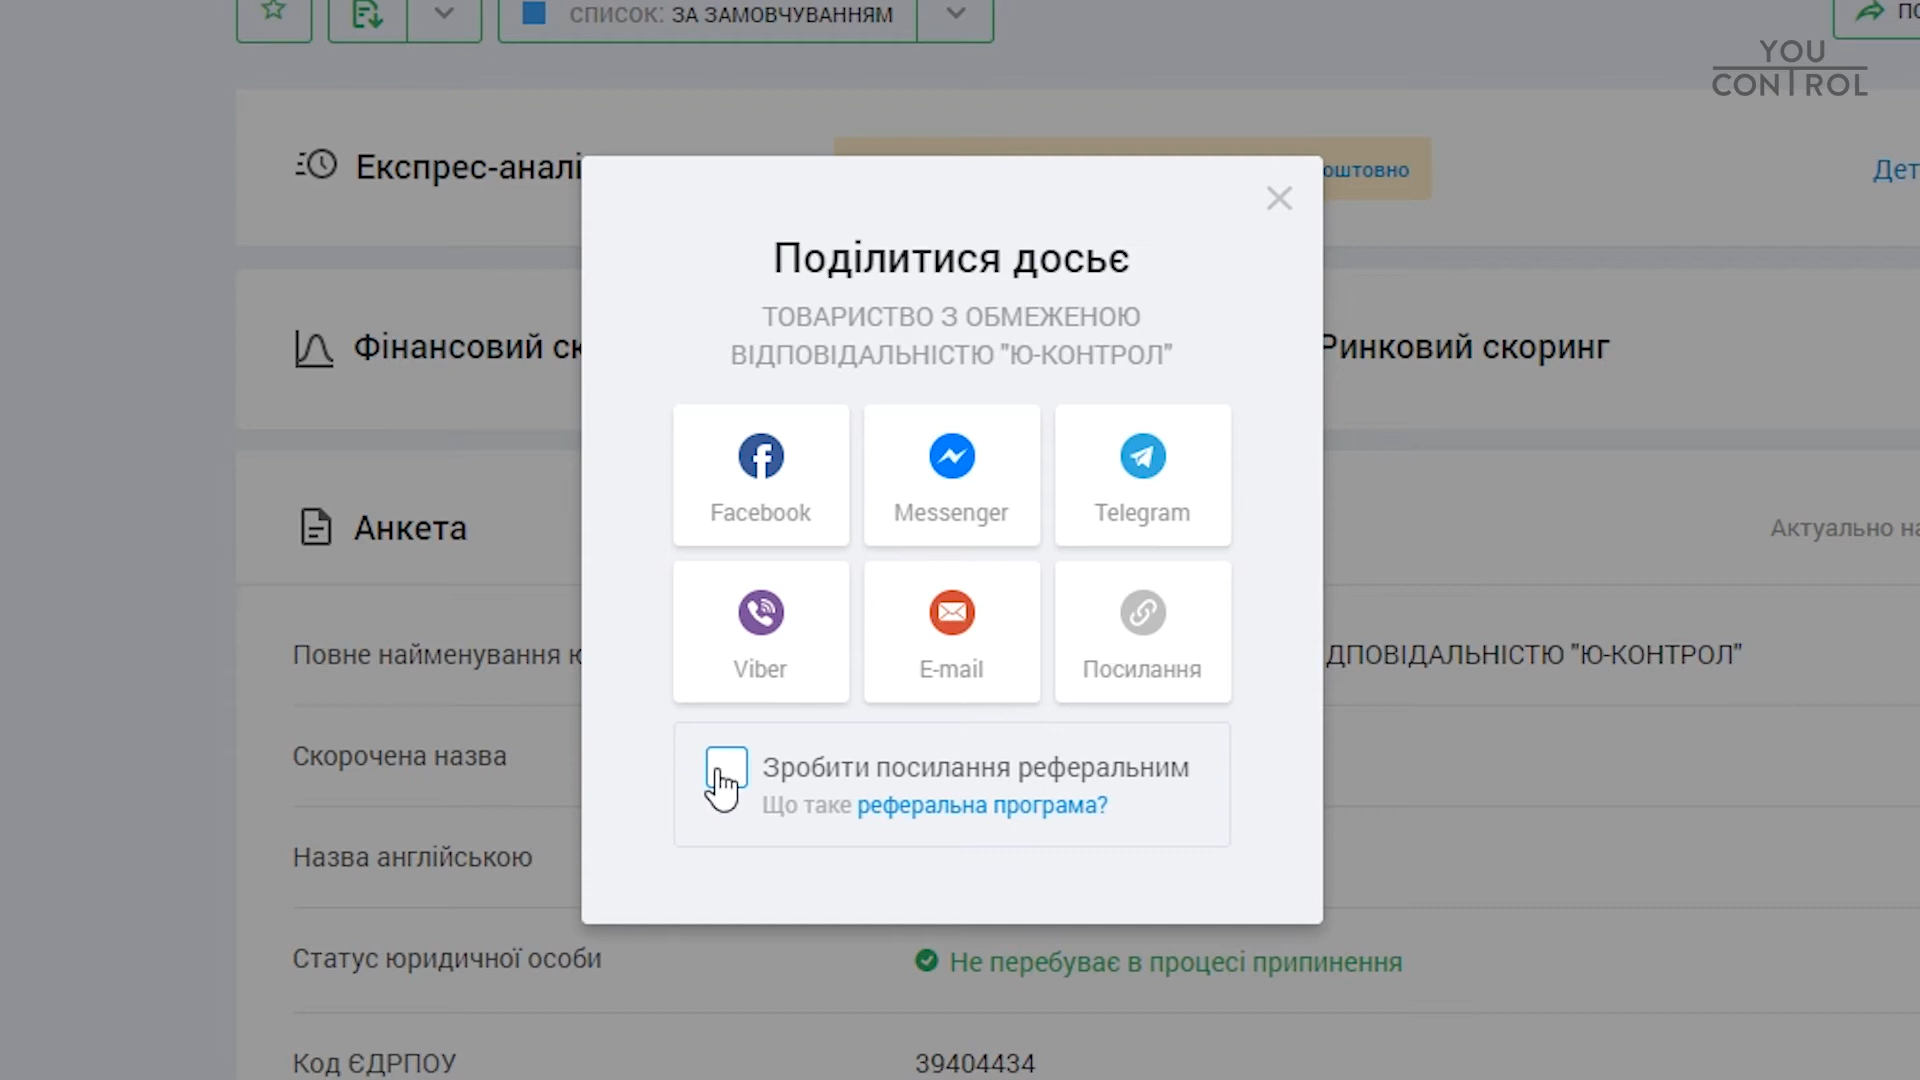 СПИСОК: ЗА ЗАМОВЧУВАННЯМ
YOU
CONTROL
Експрес-аналі
Поділитися досьє
ТОВАРИСТВО З ОБМЕЖЕНОЮ
ВІДПОВІДАЛЬНІСТЮ "Ю-КОНТРОЛ"
Фінансовий ск
Ринковий скоринг
Facebook
Messenger
Telegram
Анкета
Актуально на
Viber
E-mail
Посилання
Повне найменування ю
ДПОВІДАЛЬНІСТЮ "Ю-КОНТРОЛ"
Скорочена назва
Зробити посилання реферальним
Що таке реферальна програма?
Назва англійською
Статус юридичної особи
Не перебуває в процесі припинення
Код ЄДРПОУ
39404434